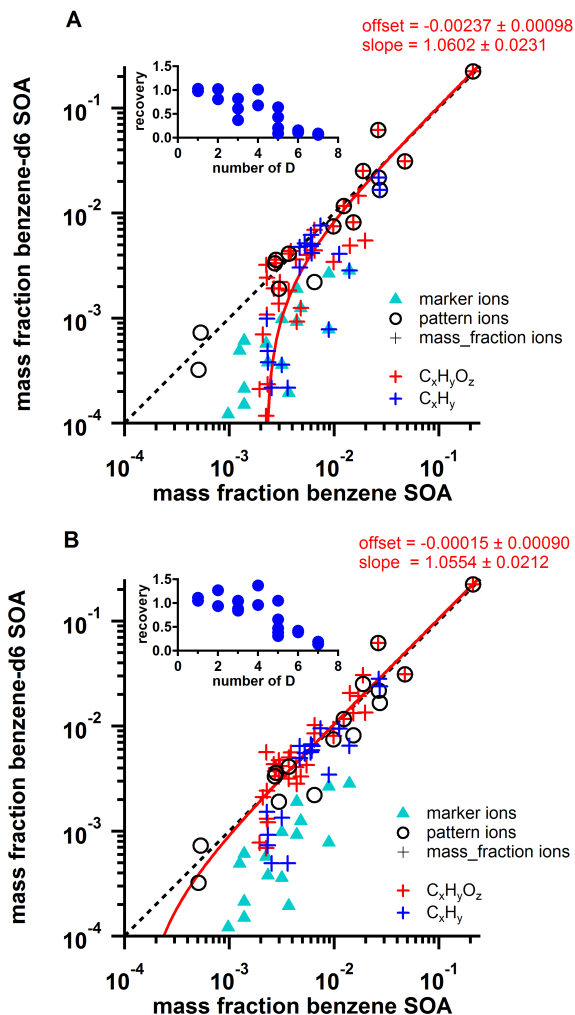 A
offset = -0.00237 ± 0.00098
slope = 1.0602 ± 0.0231
mass fraction benzene-d6 SOA
10⁻¹
10⁻²
10⁻³
10⁻⁴
recovery
1.5
1.0
0.5
0.0
0 2 4 6 8
number of D
marker ions
pattern ions
mass_fraction ions
CₓHᵧO_z
CₓHᵧ
10⁻⁴ 10⁻³ 10⁻² 10⁻¹
mass fraction benzene SOA
B
offset = -0.00015 ± 0.00090
slope = 1.0554 ± 0.0212
mass fraction benzene-d6 SOA
10⁻¹
10⁻²
10⁻³
10⁻⁴
recovery
1.5
1.0
0.5
0.0
0 2 4 6 8
number of D
marker ions
pattern ions
mass_fraction ions
CₓHᵧO_z
CₓHᵧ
10⁻⁴ 10⁻³ 10⁻² 10⁻¹
mass fraction benzene SOA